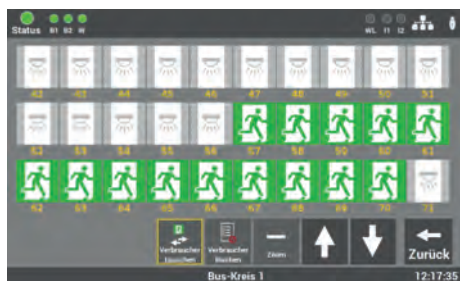 Status B1 B2 N WL I1 I2
42 43 44 45 46 47 48 49 50 51
52 53 54 55 56 57 58 59 60 61
62 63 64 65 66 67 68 69 70 71
Verbraucher Verbraucher Zoom Zurück
tauschen
Bus-Kreis 1 12:17:35